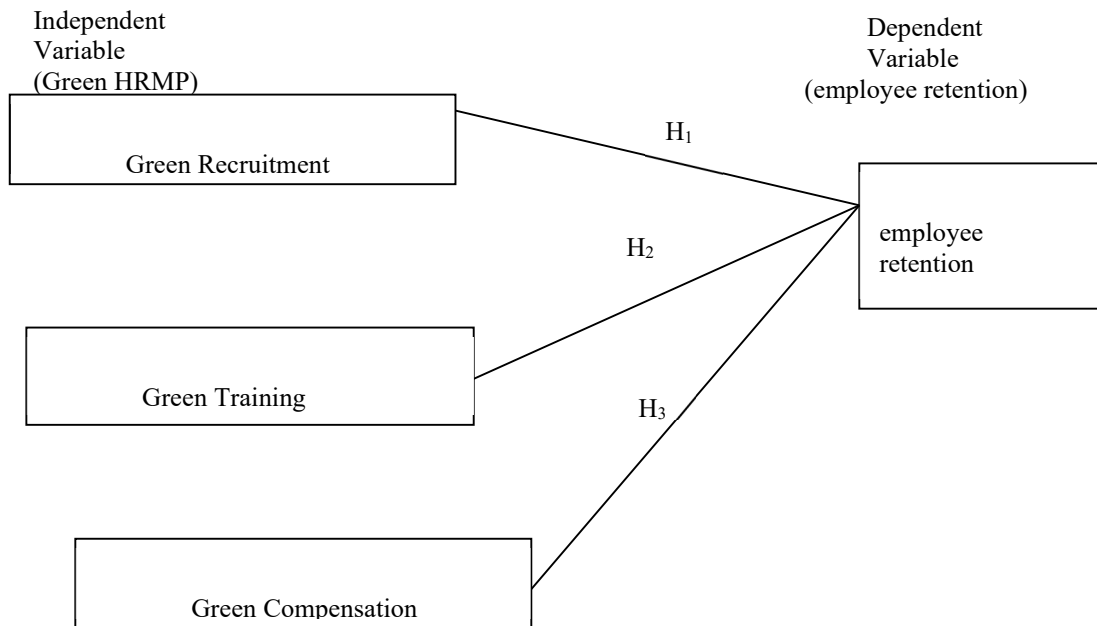 Independent
Variable
(Green HRMP)
Dependent
Variable
(employee retention)
Green Recruitment
H₁
employee
retention
H₂
Green Training
H₃
Green Compensation